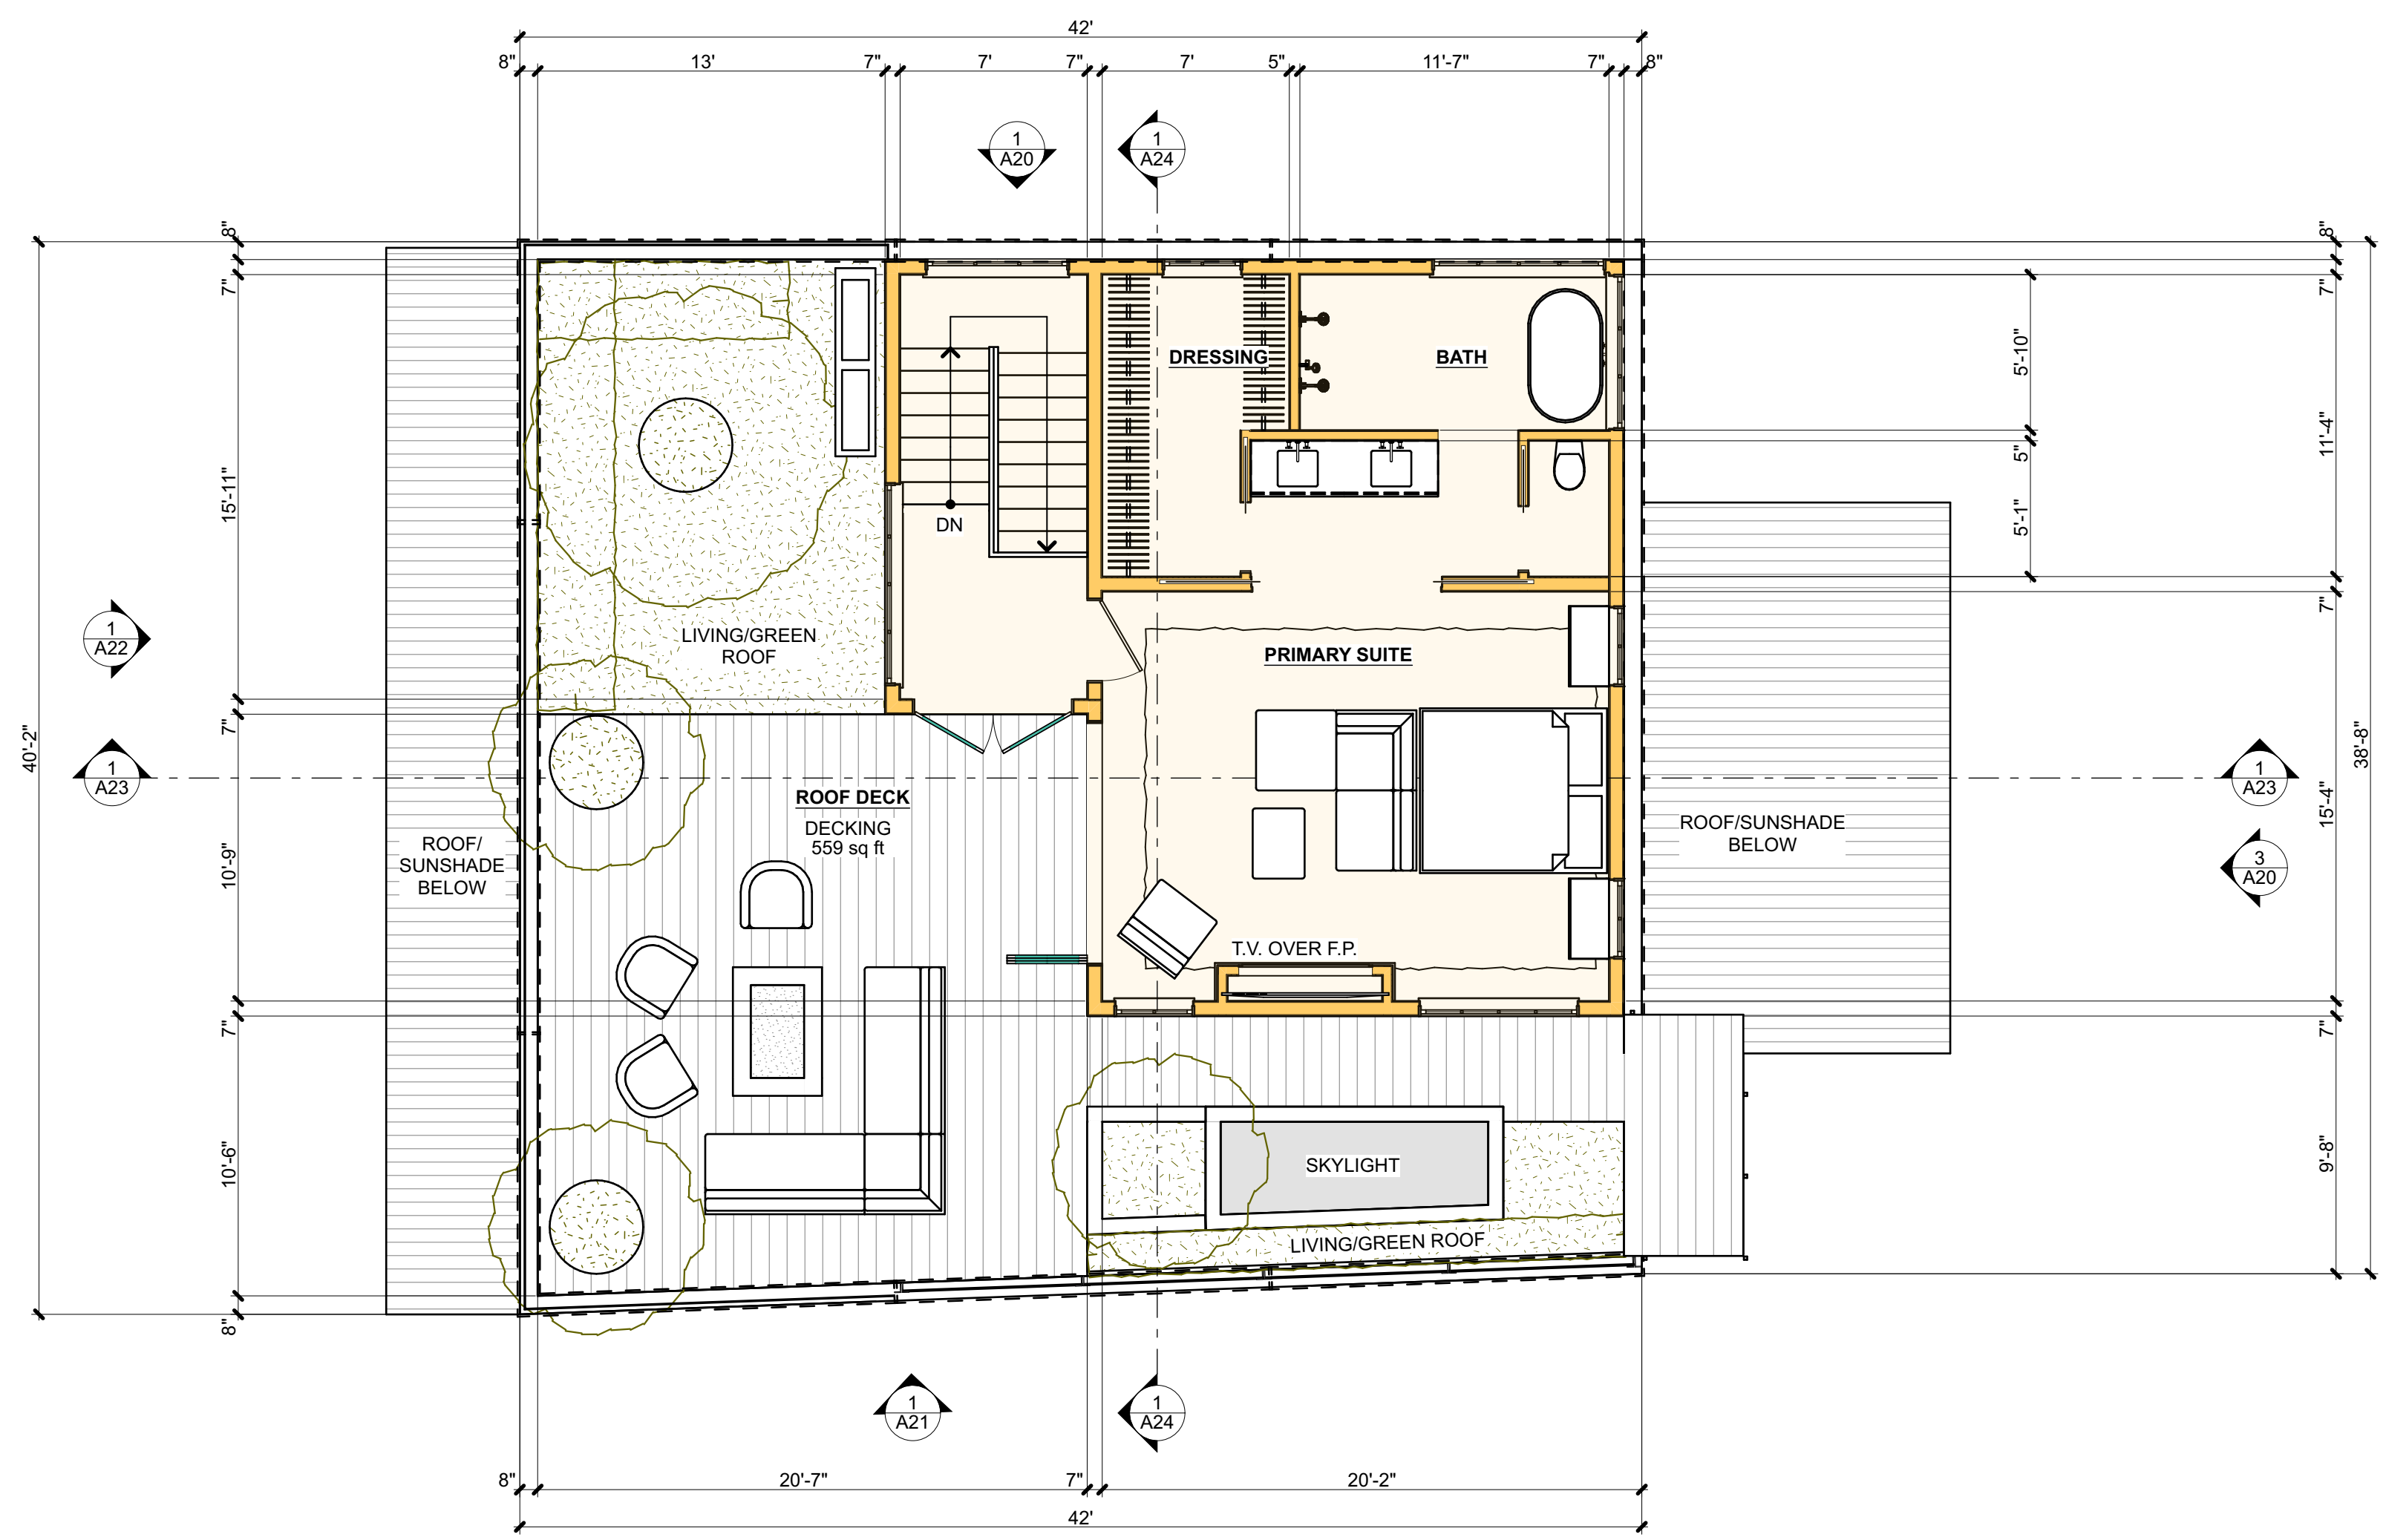 42'
8" 13' 7" 7' 7" 7' 5" 11'-7" 7" 8"
1
A20
1
A24
8"
7"
15'-11"
7"
10'-9"
7"
10'-6"
8"
40'-2"
8"
7"
11'-4"
7"
15'-4"
7"
9'-8"
38'-8"
5'-10"
5"
5'-1"
DRESSING
BATH
DN
LIVING/GREEN
ROOF
PRIMARY SUITE
1
A22
1
A23
1
A23
3
A20
ROOF DECK
DECKING
559 sq ft
ROOF/
SUNSHADE
BELOW
ROOF/SUNSHADE
BELOW
T.V. OVER F.P.
SKYLIGHT
LIVING/GREEN ROOF
1
A21
1
A24
8" 20'-7" 7" 20'-2"
42'